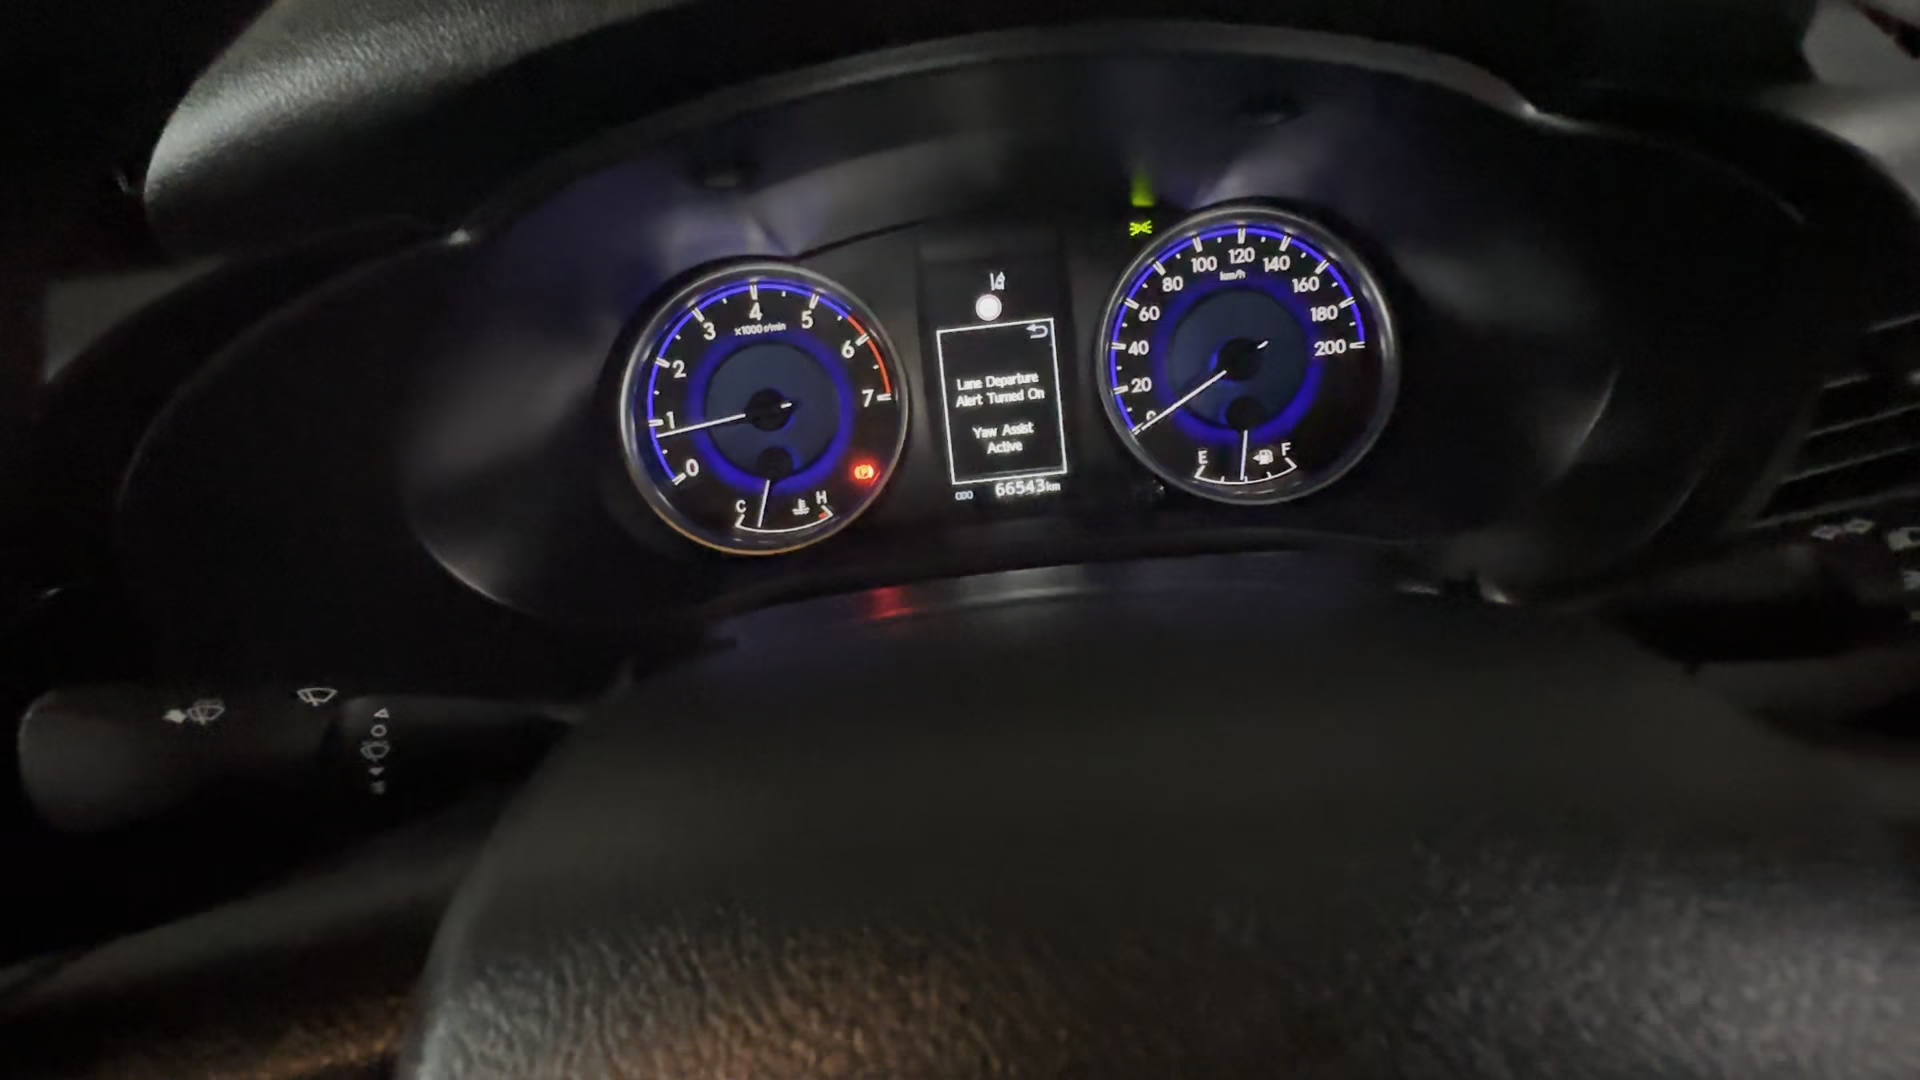 4
3
5
x1000 r/min
2
6
1
7
0
C
H
Lane Departure
Alert Turned On
Yaw Assist
Active
66543km
120
100
140
km/h
80
160
60
180
40
200
20
0
E
F